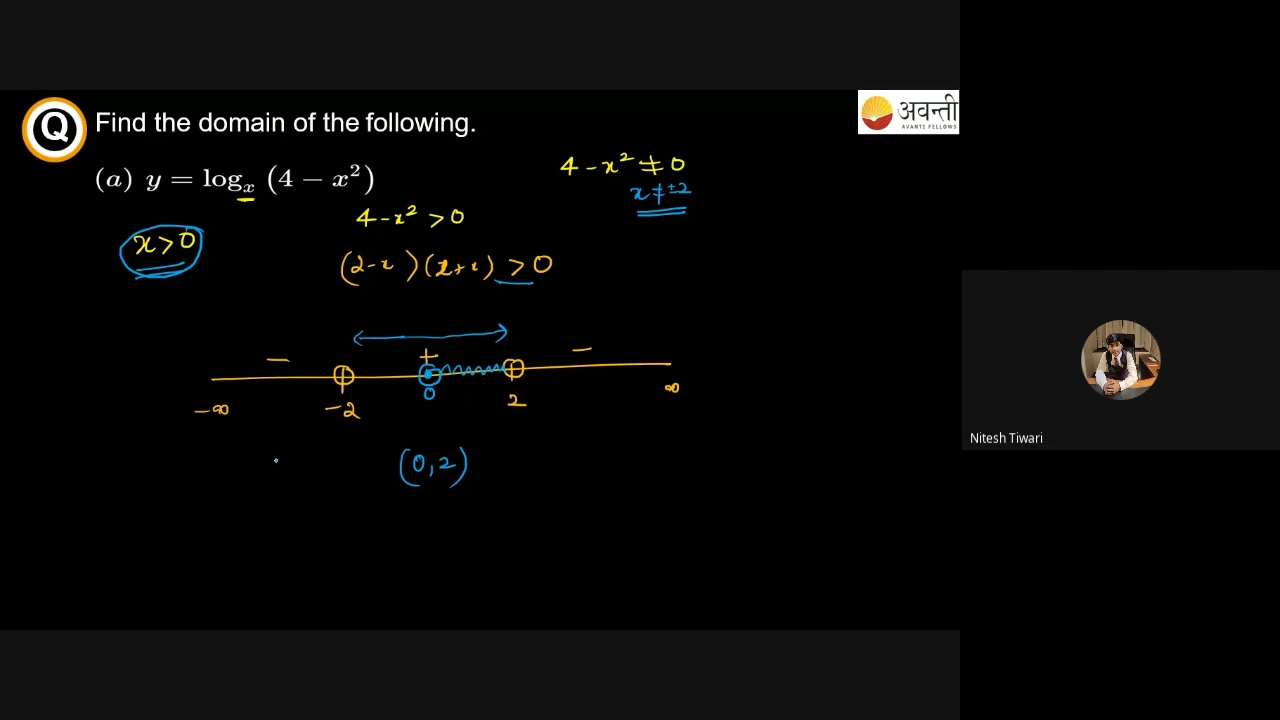 Q Find the domain of the following.
अवन्ती
AVANTI FELLOWS
(a) y = logₓ (4 − x²)
4 − x² ≠ 0
x ≠ ±2
4 − x² > 0
x > 0
(2 − x)(2 + x) > 0
− + −
−∞ −2 0 2 ∞
(0, 2)
Nitesh Tiwari